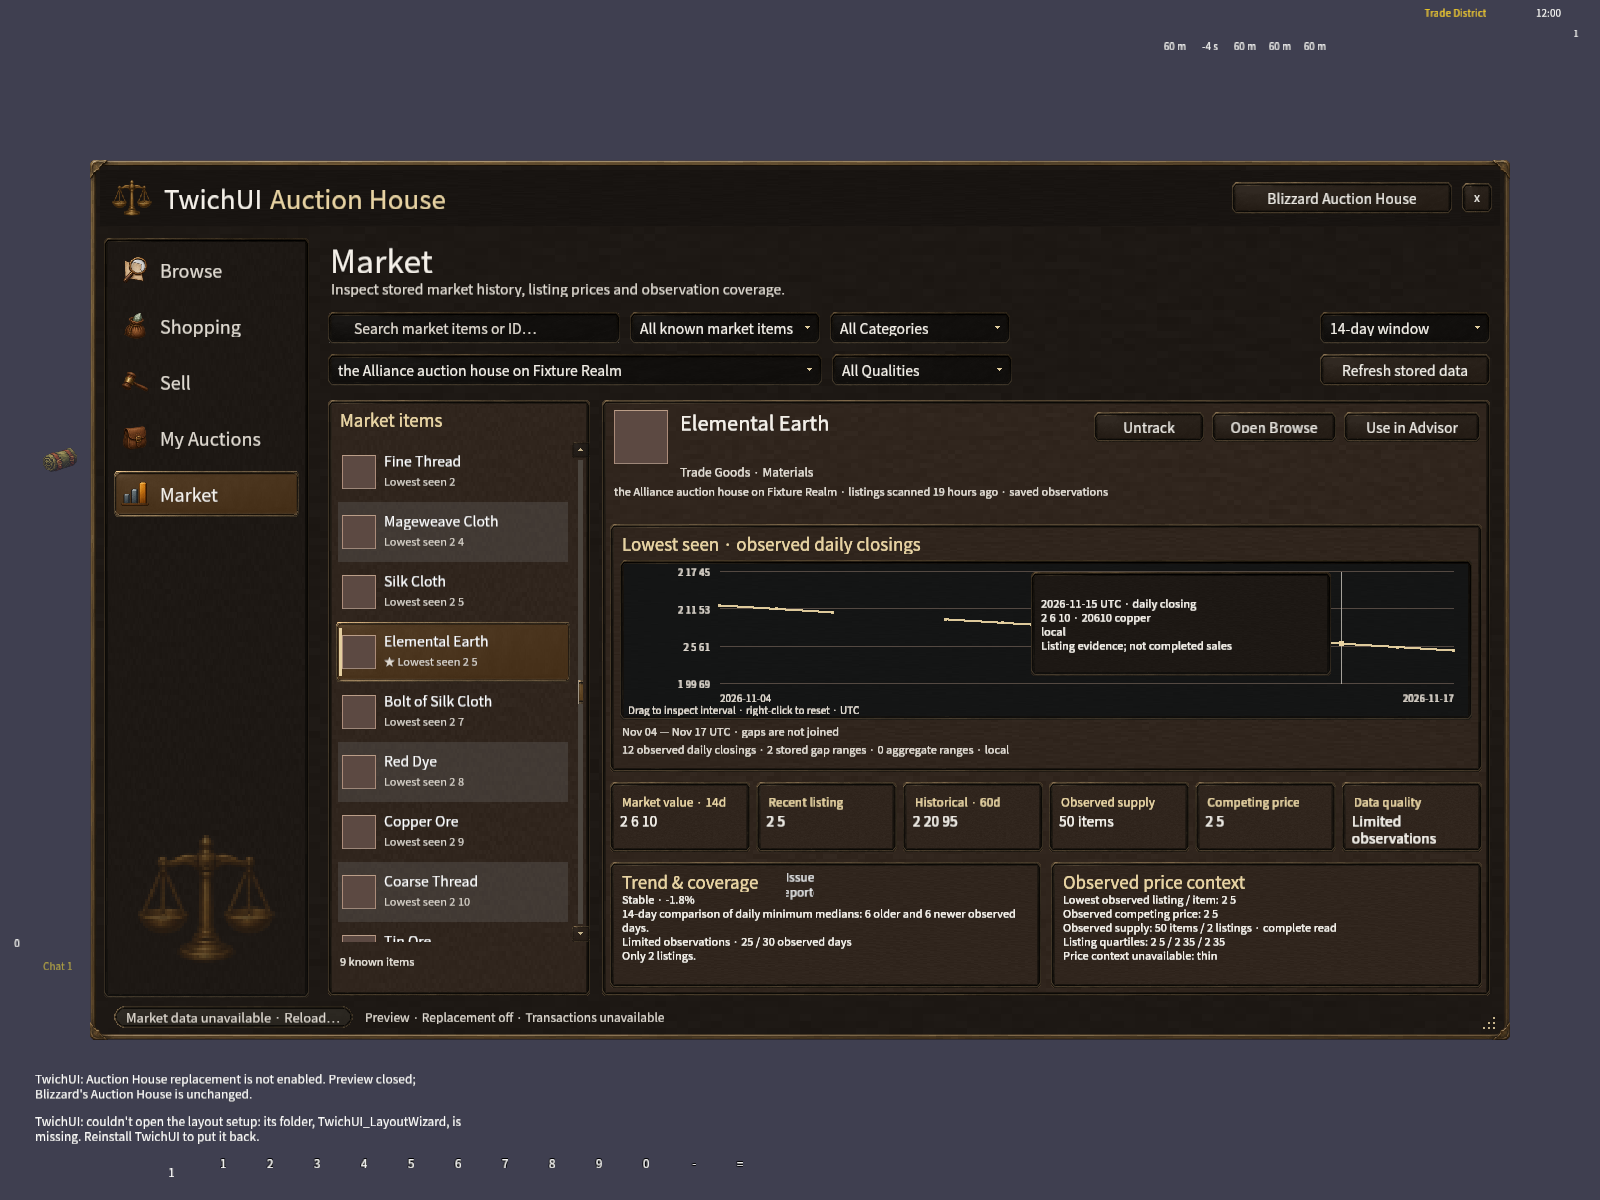 Trade District
12:00
1
60 m -4 s 60 m 60 m 60 m
TwichUI Auction House
Blizzard Auction House
x
Browse
Shopping
Sell
My Auctions
Market
Market
Inspect stored market history, listing prices and observation coverage.
Search market items or ID...
All known market items
All Categories
14-day window
the Alliance auction house on Fixture Realm
All Qualities
Refresh stored data
Market items
Fine Thread
Lowest seen 2
Mageweave Cloth
Lowest seen 2 4
Silk Cloth
Lowest seen 2 5
Elemental Earth
★ Lowest seen 2 5
Bolt of Silk Cloth
Lowest seen 2 7
Red Dye
Lowest seen 2 8
Copper Ore
Lowest seen 2 9
Coarse Thread
Lowest seen 2 10
Tin Ore
9 known items
Elemental Earth
Untrack
Open Browse
Use in Advisor
Trade Goods · Materials
the Alliance auction house on Fixture Realm · listings scanned 19 hours ago · saved observations
Lowest seen · observed daily closings
2 17 45
2 11 53
2 5 61
1 99 69
2026-11-15 UTC · daily closing
2 6 10 · 20610 copper
local
Listing evidence; not completed sales
2026-11-04
2026-11-17
Drag to inspect interval · right-click to reset · UTC
Nov 04 — Nov 17 UTC · gaps are not joined
12 observed daily closings · 2 stored gap ranges · 0 aggregate ranges · local
Market value · 14d
2 6 10
Recent listing
2 5
Historical · 60d
2 20 95
Observed supply
50 items
Competing price
2 5
Data quality
Limited
observations
Trend & coverage
Issue
eport
Stable · -1.8%
14-day comparison of daily minimum medians: 6 older and 6 newer observed
days.
Limited observations · 25 / 30 observed days
Only 2 listings.
Observed price context
Lowest observed listing / item: 2 5
Observed competing price: 2 5
Observed supply: 50 items / 2 listings · complete read
Listing quartiles: 2 5 / 2 35 / 2 35
Price context unavailable: thin
0
Chat 1
Market data unavailable · Reload...
Preview · Replacement off · Transactions unavailable
TwichUI: Auction House replacement is not enabled. Preview closed;
Blizzard's Auction House is unchanged.
TwichUI: couldn't open the layout setup: its folder, TwichUI_LayoutWizard, is
missing. Reinstall TwichUI to put it back.
1
1 2 3 4 5 6 7 8 9 0 - =